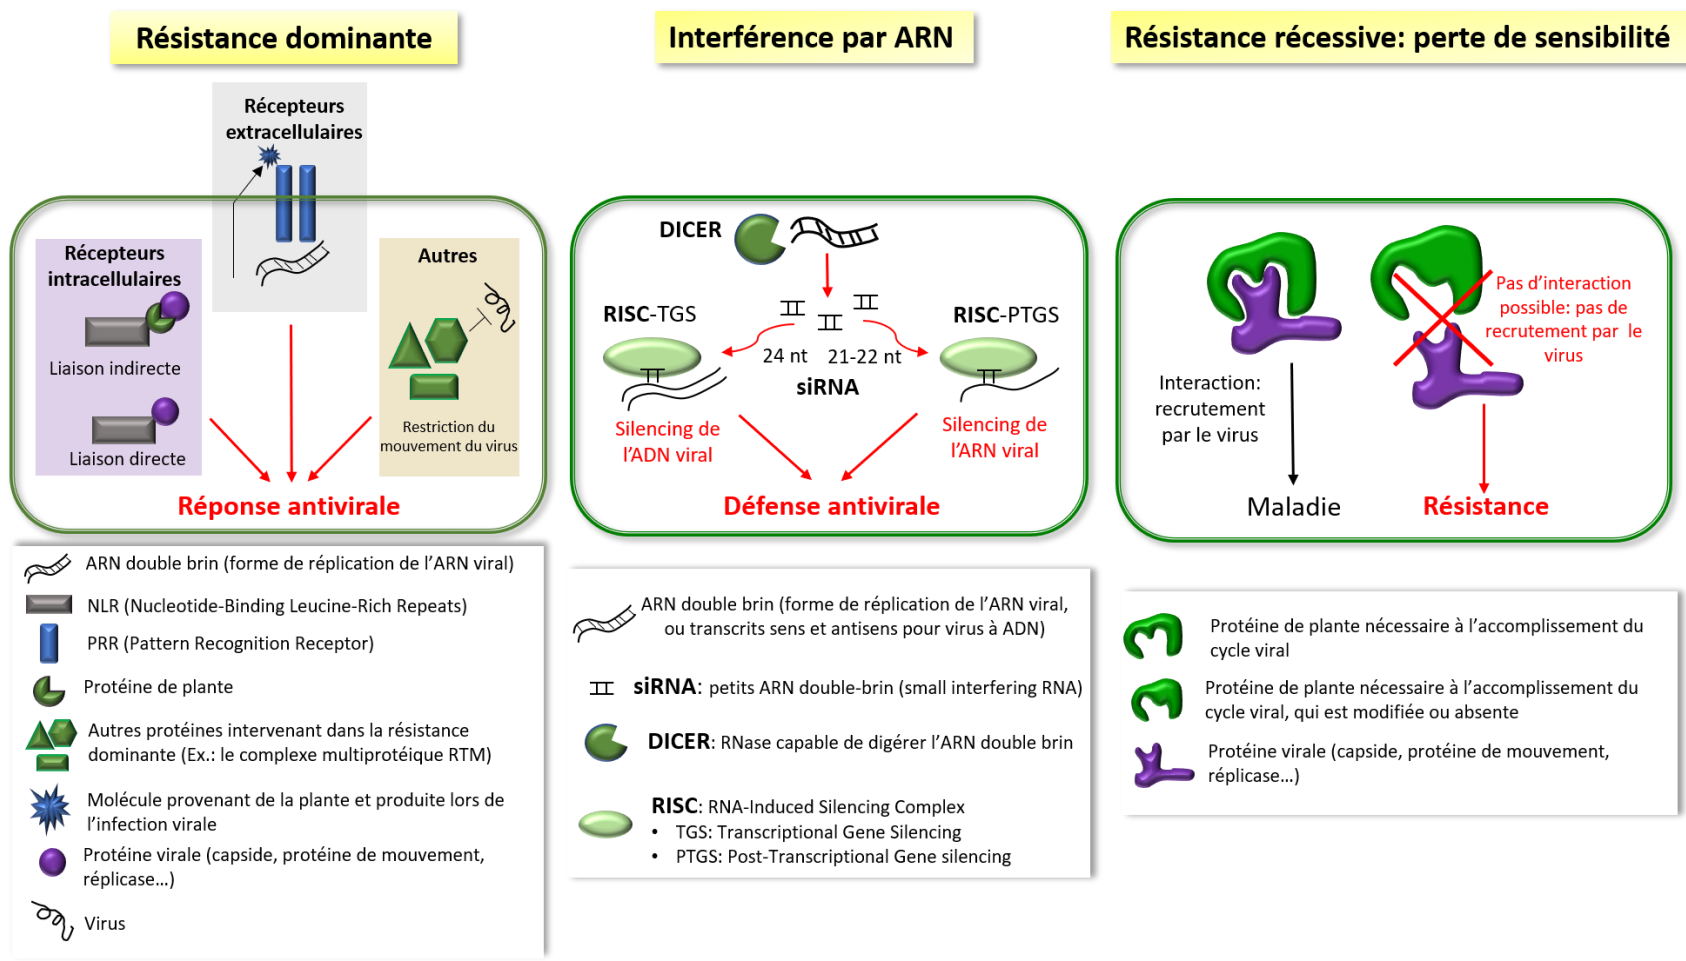 Résistance dominante
Récepteurs
extracellulaires
Récepteurs
intracellulaires
Liaison indirecte
Liaison directe
Autres
Restriction du
mouvement du virus
Réponse antivirale
ARN double brin (forme de réplication de l’ARN viral)
NLR (Nucleotide-Binding Leucine-Rich Repeats)
PRR (Pattern Recognition Receptor)
Protéine de plante
Autres protéines intervenant dans la résistance
dominante (Ex.: le complexe multiprotéique RTM)
Molécule provenant de la plante et produite lors de
l’infection virale
Protéine virale (capside, protéine de mouvement,
réplicase…)
Virus
Interférence par ARN
DICER
RISC-TGS
RISC-PTGS
24 nt
21-22 nt
siRNA
Silencing de
l’ADN viral
Silencing de
l’ARN viral
Défense antivirale
ARN double brin (forme de réplication de l’ARN viral,
ou transcrits sens et antisens pour virus à ADN)
siRNA: petits ARN double-brin (small interfering RNA)
DICER: RNase capable de digérer l’ARN double brin
RISC: RNA-Induced Silencing Complex
• TGS: Transcriptional Gene Silencing
• PTGS: Post-Transcriptional Gene silencing
Résistance récessive: perte de sensibilité
Pas d’interaction
possible: pas de
recrutement par le
virus
Interaction:
recrutement
par le virus
Maladie
Résistance
Protéine de plante nécessaire à l’accomplissement du
cycle viral
Protéine de plante nécessaire à l’accomplissement du
cycle viral, qui est modifiée ou absente
Protéine virale (capside, protéine de mouvement,
réplicase…)